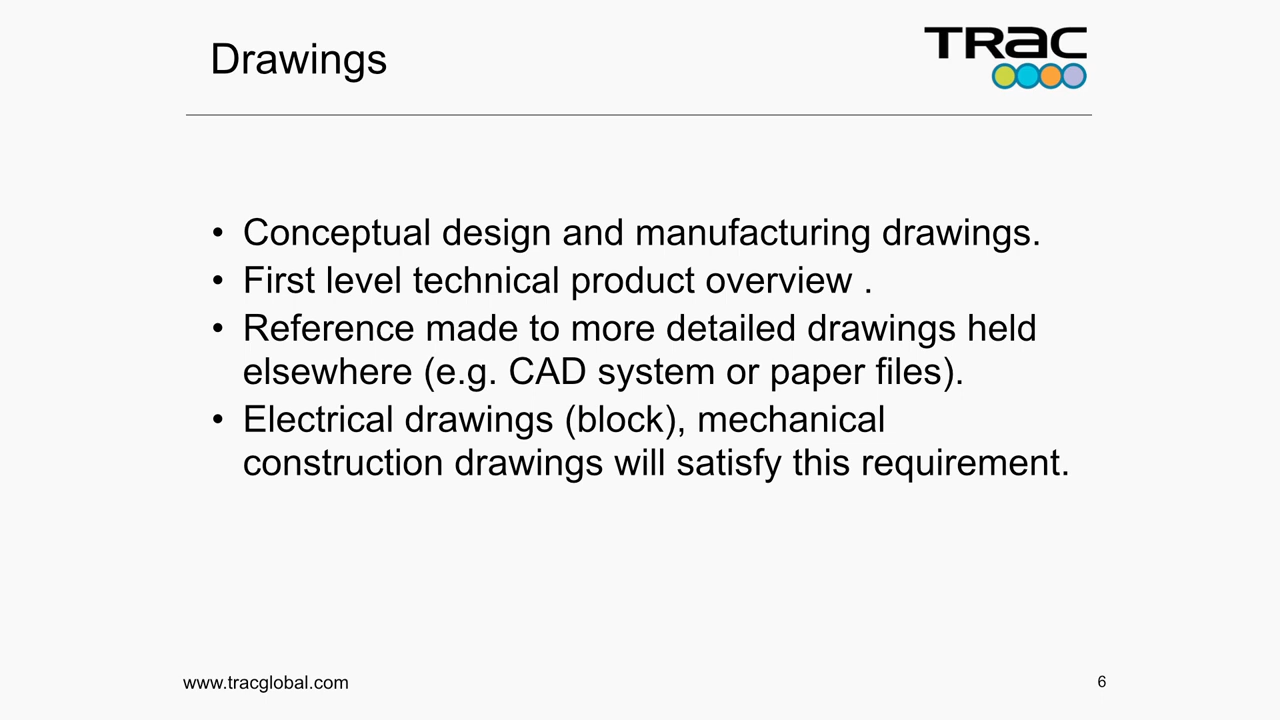 Drawings
TRaC
• Conceptual design and manufacturing drawings.
• First level technical product overview .
• Reference made to more detailed drawings held
elsewhere (e.g. CAD system or paper files).
• Electrical drawings (block), mechanical
construction drawings will satisfy this requirement.
www.tracglobal.com
6